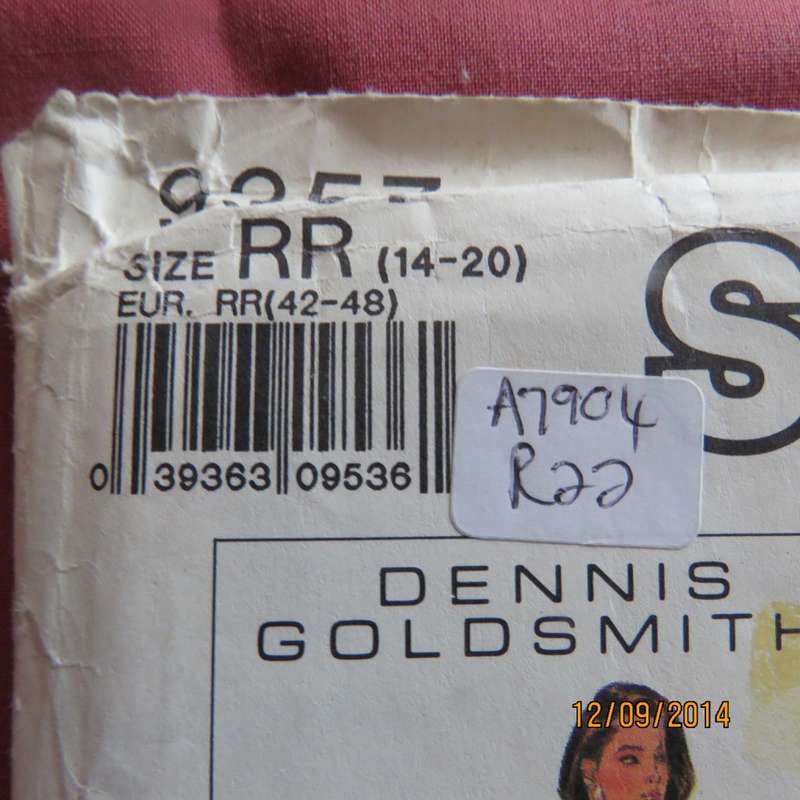 SIZE RR (14-20)
EUR. RR(42-48)
0 39363 09536
A7904
R22
S
DENNIS
GOLDSMITH
12/09/2014